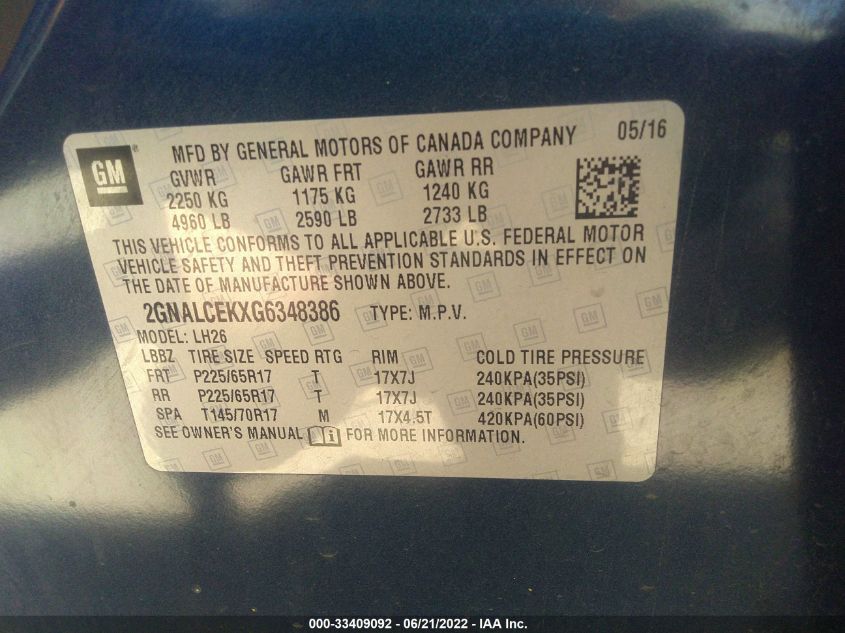 GM
MFD BY GENERAL MOTORS OF CANADA COMPANY 05/16
GVWR GAWR FRT GAWR RR
2250 KG 1175 KG 1240 KG
4960 LB 2590 LB 2733 LB
THIS VEHICLE CONFORMS TO ALL APPLICABLE U.S. FEDERAL MOTOR
VEHICLE SAFETY AND THEFT PREVENTION STANDARDS IN EFFECT ON
THE DATE OF MANUFACTURE SHOWN ABOVE.
2GNALCEKXG6348386 TYPE: M.P.V.
MODEL: LH26
LBBZ TIRE SIZE SPEED RTG RIM COLD TIRE PRESSURE
FRT P225/65R17 T 17X7J 240KPA(35PSI)
RR P225/65R17 T 17X7J 240KPA(35PSI)
SPA T145/70R17 M 17X4.5T 420KPA(60PSI)
SEE OWNER'S MANUAL FOR MORE INFORMATION.
000-33409092 - 06/21/2022 - IAA Inc.